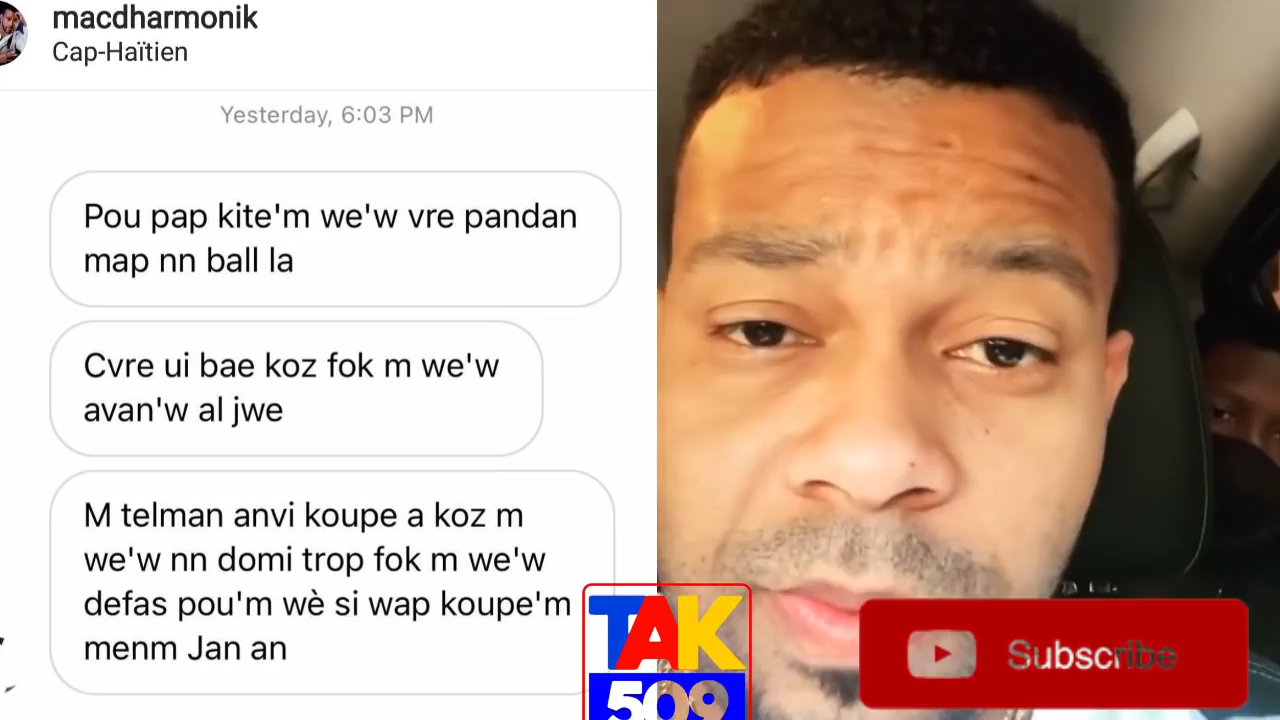 macdharmonik
Cap-Haïtien
Yesterday, 6:03 PM
Pou pap kite'm we'w vre pandan
map nn ball la
Cvre ui bae koz fok m we'w
avan'w al jwe
M telman anvi koupe a koz m
we'w nn domi trop fok m we'w
defas pou'm wè si wap koupe'm
menm Jan an
TAK
509
Subscribe